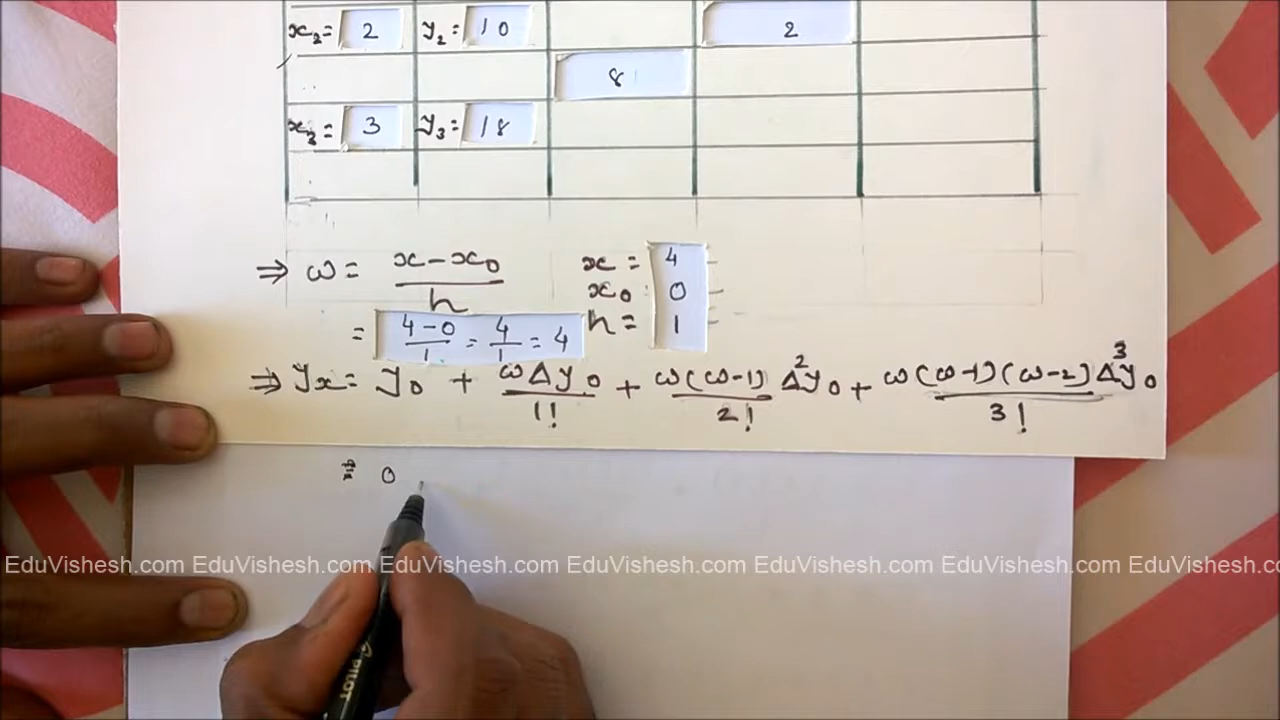 x₂ = 2 y₂ = 10 2
8
x₃ = 3 y₃ = 18
⇒ ω = x - x₀ / h x = 4
x₀ 0
= 4-0 / 1 = 4 / 1 = 4 h = 1
⇒ yx = y₀ + ωΔy₀ / 1! + ω(ω-1) / 2! Δ²y₀ + ω(ω-1)(ω-2) / 3! Δ³y₀
= 0
EduVishesh.com EduVishesh.com EduVishesh.com EduVishesh.com EduVishesh.com EduVishesh.com EduVishesh.c
PILOT